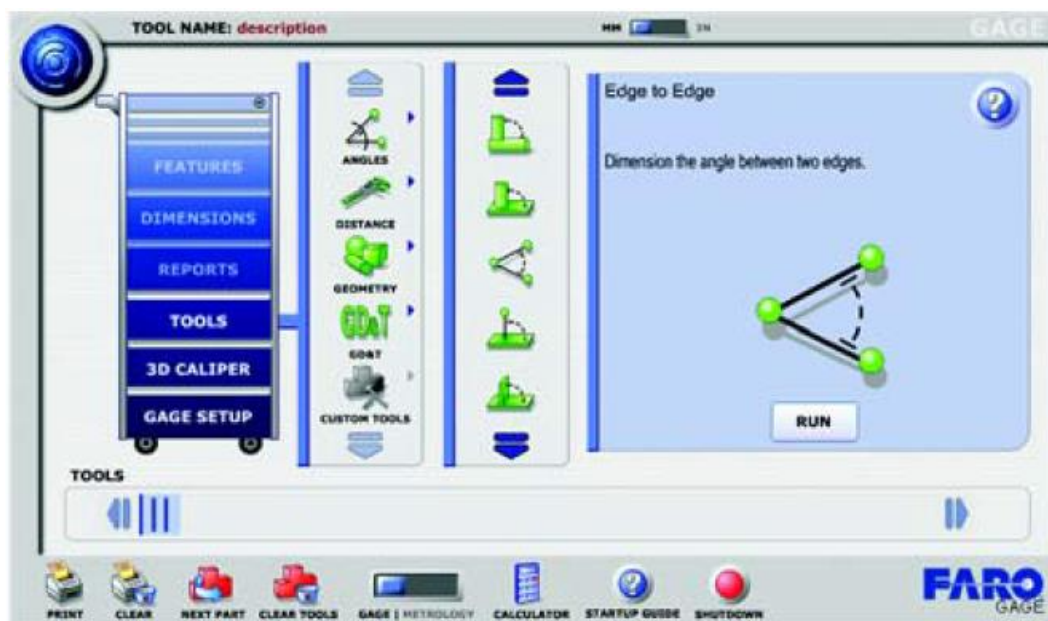 TOOL NAME: description
MM IN
GAGE
FEATURES
DIMENSIONS
REPORTS
TOOLS
3D CALIPER
GAGE SETUP
ANGLES
DISTANCE
GEOMETRY
GD&T
GD&T
CUSTOM TOOLS
Edge to Edge
?
Dimension the angle between two edges.
RUN
TOOLS
PRINT
CLEAR
NEXT PART
CLEAR TOOLS
GAGE | METROLOGY
CALCULATOR
?
STARTUP GUIDE
SHUTDOWN
FARO
GAGE